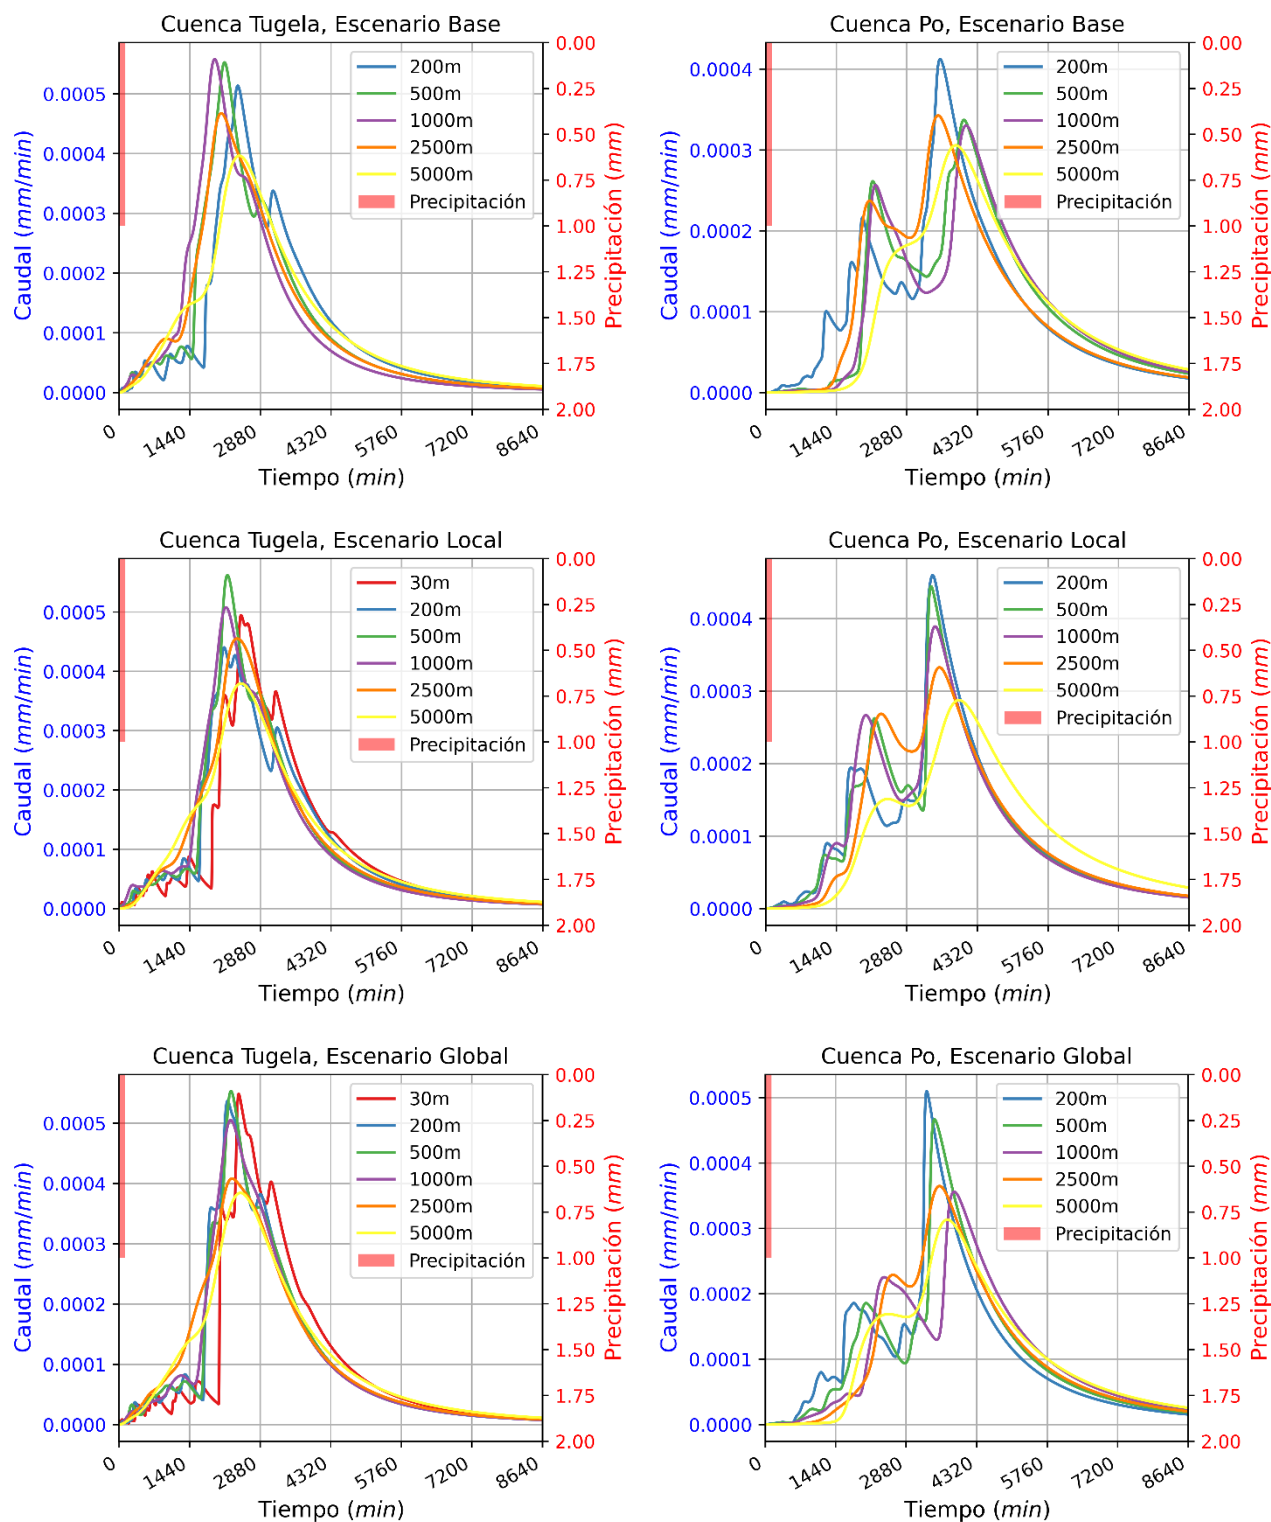 Cuenca Tugela, Escenario Base
Caudal (mm/min)
0.0005
0.0004
0.0003
0.0002
0.0001
0.0000
200m
500m
1000m
2500m
5000m
Precipitación
0.00
0.25
0.50
0.75
1.00
1.25
1.50
1.75
2.00
Precipitación (mm)
0 1440 2880 4320 5760 7200 8640
Tiempo (min)
Cuenca Po, Escenario Base
Caudal (mm/min)
0.0004
0.0003
0.0002
0.0001
0.0000
200m
500m
1000m
2500m
5000m
Precipitación
0.00
0.25
0.50
0.75
1.00
1.25
1.50
1.75
2.00
Precipitación (mm)
0 1440 2880 4320 5760 7200 8640
Tiempo (min)
Cuenca Tugela, Escenario Local
Caudal (mm/min)
0.0005
0.0004
0.0003
0.0002
0.0001
0.0000
30m
200m
500m
1000m
2500m
5000m
Precipitación
0.00
0.25
0.50
0.75
1.00
1.25
1.50
1.75
2.00
Precipitación (mm)
0 1440 2880 4320 5760 7200 8640
Tiempo (min)
Cuenca Po, Escenario Local
Caudal (mm/min)
0.0004
0.0003
0.0002
0.0001
0.0000
200m
500m
1000m
2500m
5000m
Precipitación
0.00
0.25
0.50
0.75
1.00
1.25
1.50
1.75
2.00
Precipitación (mm)
0 1440 2880 4320 5760 7200 8640
Tiempo (min)
Cuenca Tugela, Escenario Global
Caudal (mm/min)
0.0005
0.0004
0.0003
0.0002
0.0001
0.0000
30m
200m
500m
1000m
2500m
5000m
Precipitación
0.00
0.25
0.50
0.75
1.00
1.25
1.50
1.75
2.00
Precipitación (mm)
0 1440 2880 4320 5760 7200 8640
Tiempo (min)
Cuenca Po, Escenario Global
Caudal (mm/min)
0.0005
0.0004
0.0003
0.0002
0.0001
0.0000
200m
500m
1000m
2500m
5000m
Precipitación
0.00
0.25
0.50
0.75
1.00
1.25
1.50
1.75
2.00
Precipitación (mm)
0 1440 2880 4320 5760 7200 8640
Tiempo (min)